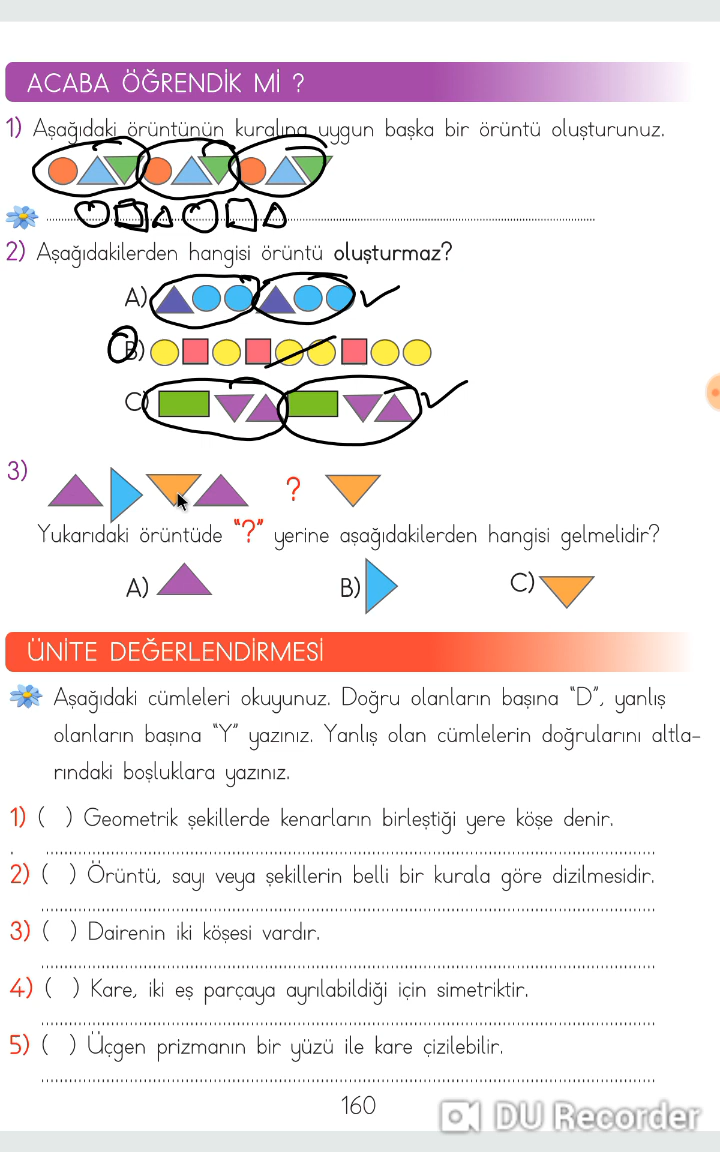 ACABA ÖĞRENDİK Mİ ?
1) Aşağıdaki örüntünün kuralına uygun başka bir örüntü oluşturunuz.
2) Aşağıdakilerden hangisi örüntü oluşturmaz?
A)
B)
C)
3)
?
Yukarıdaki örüntüde "?" yerine aşağıdakilerden hangisi gelmelidir?
A) B) C)
ÜNİTE DEĞERLENDİRMESİ
Aşağıdaki cümleleri okuyunuz. Doğru olanların başına "D", yanlış
olanların başına "Y" yazınız. Yanlış olan cümlelerin doğrularını altla-
rındaki boşluklara yazınız.
1) ( ) Geometrik şekillerde kenarların birleştiği yere köşe denir.
2) ( ) Örüntü, sayı veya şekillerin belli bir kurala göre dizilmesidir.
3) ( ) Dairenin iki köşesi vardır.
4) ( ) Kare, iki eş parçaya ayrılabildiği için simetriktir.
5) ( ) Üçgen prizmanın bir yüzü ile kare çizilebilir.
160
DU Recorder